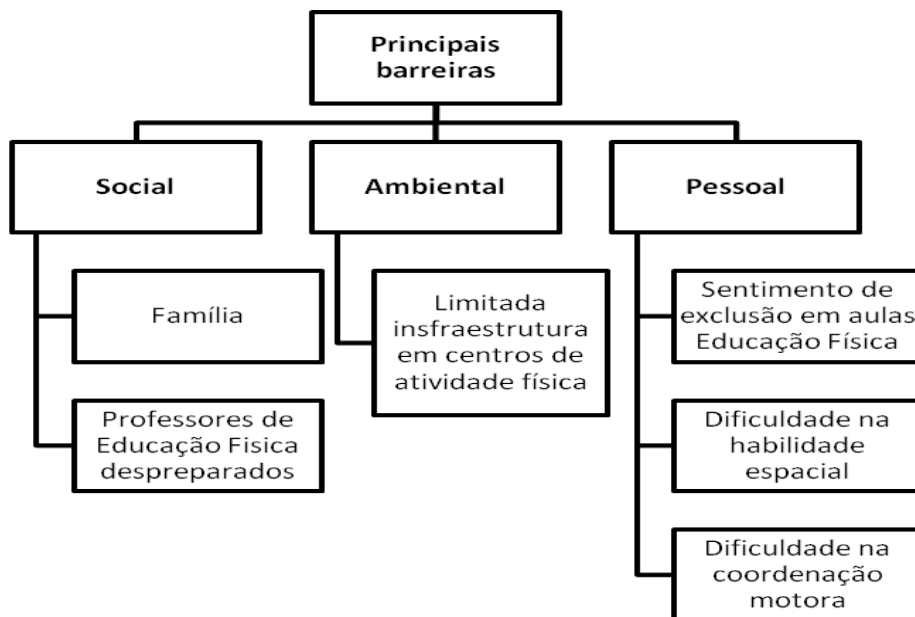 Principais
barreiras
Social
Ambiental
Pessoal
Família
Professores de
Educação Fisica
despreparados
Limitada
insfraestrutura
em centros de
atividade física
Sentimento de
exclusão em aulas
Educação Física
Dificuldade na
habilidade
espacial
Dificuldade na
coordenação
motora